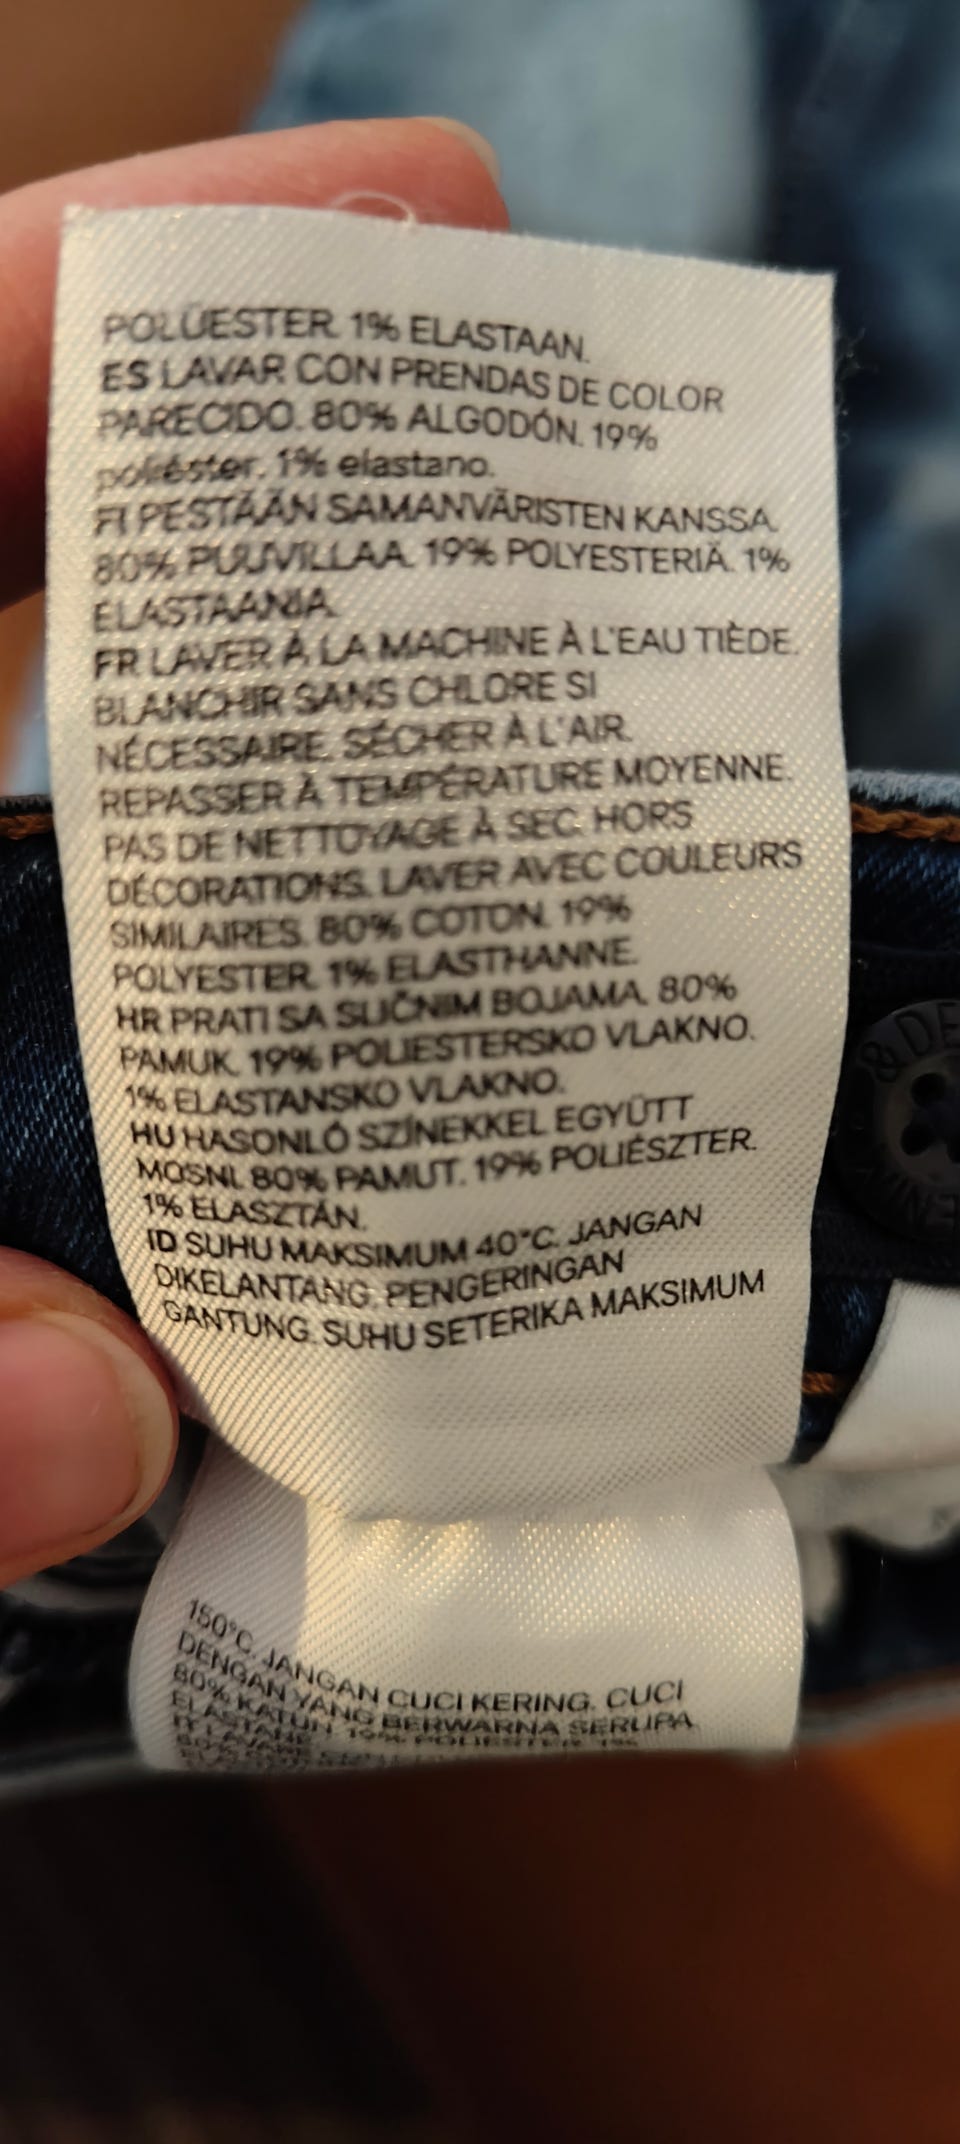 POLÜESTER. 1% ELASTAAN.
ES LAVAR CON PRENDAS DE COLOR
PARECIDO. 80% ALGODÓN. 19%
poliéster. 1% elastano.
FI PESTÄÄN SAMANVÄRISTEN KANSSA.
80% PUUVILLAA. 19% POLYESTERIÄ. 1%
ELASTAANIA.
FR LAVER À LA MACHINE À L'EAU TIÈDE.
BLANCHIR SANS CHLORE SI
NÉCESSAIRE. SÉCHER À L'AIR.
REPASSER À TEMPÉRATURE MOYENNE.
PAS DE NETTOYAGE À SEC. HORS
DÉCORATIONS. LAVER AVEC COULEURS
SIMILAIRES. 80% COTON. 19%
POLYESTER. 1% ELASTHANNE.
HR PRATI SA SLIČNIM BOJAMA. 80%
PAMUK. 19% POLIESTERSKO VLAKNO.
1% ELASTANSKO VLAKNO.
HU HASONLÓ SZÍNEKKEL EGYÜTT
MOSNI. 80% PAMUT. 19% POLIÉSZTER.
1% ELASZTÁN.
ID SUHU MAKSIMUM 40°C. JANGAN
DIKELANTANG. PENGERINGAN
GANTUNG. SUHU SETERIKA MAKSIMUM
150°C. JANGAN CUCI KERING. CUCI
DENGAN YANG BERWARNA SERUPA.
80% KATUN. 19% POLIESTER. 1%
ELASTANE.
& DE